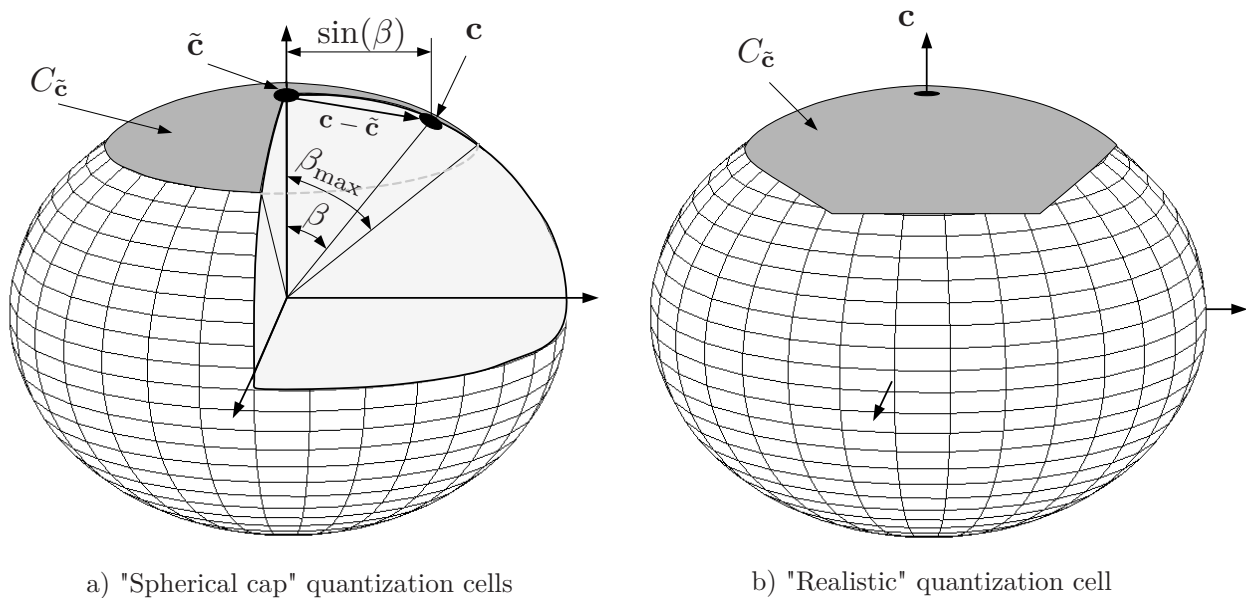 sin(β)
c
c̃
C_c̃
c − c̃
β_max
β
a) "Spherical cap" quantization cells
c
C_c̃
b) "Realistic" quantization cell